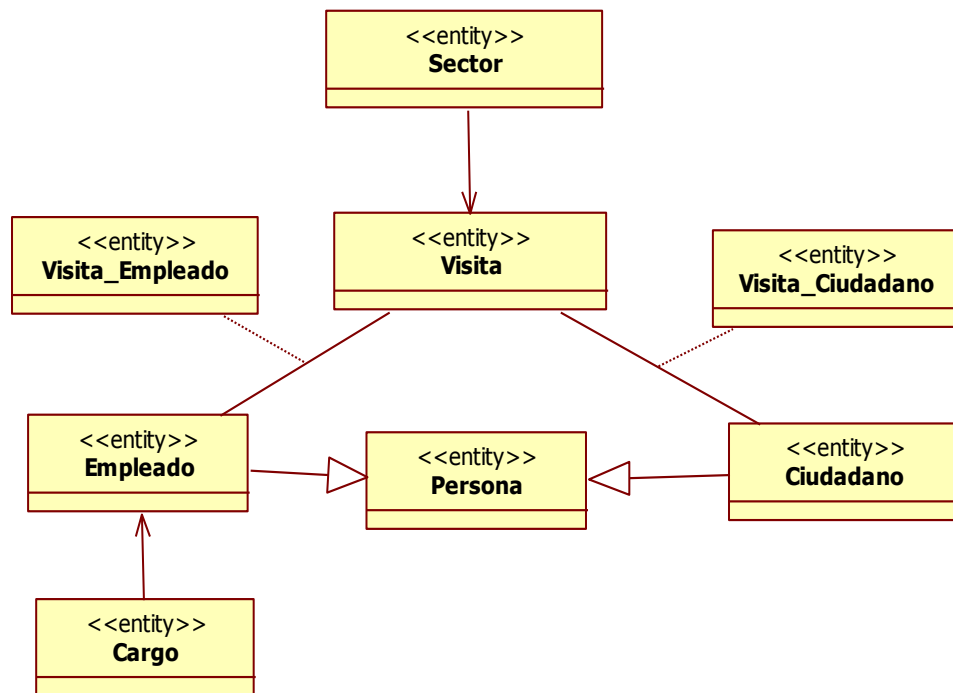 <<entity>>
Sector
<<entity>>
Visita_Empleado
<<entity>>
Visita
<<entity>>
Visita_Ciudadano
<<entity>>
Empleado
<<entity>>
Persona
<<entity>>
Ciudadano
<<entity>>
Cargo